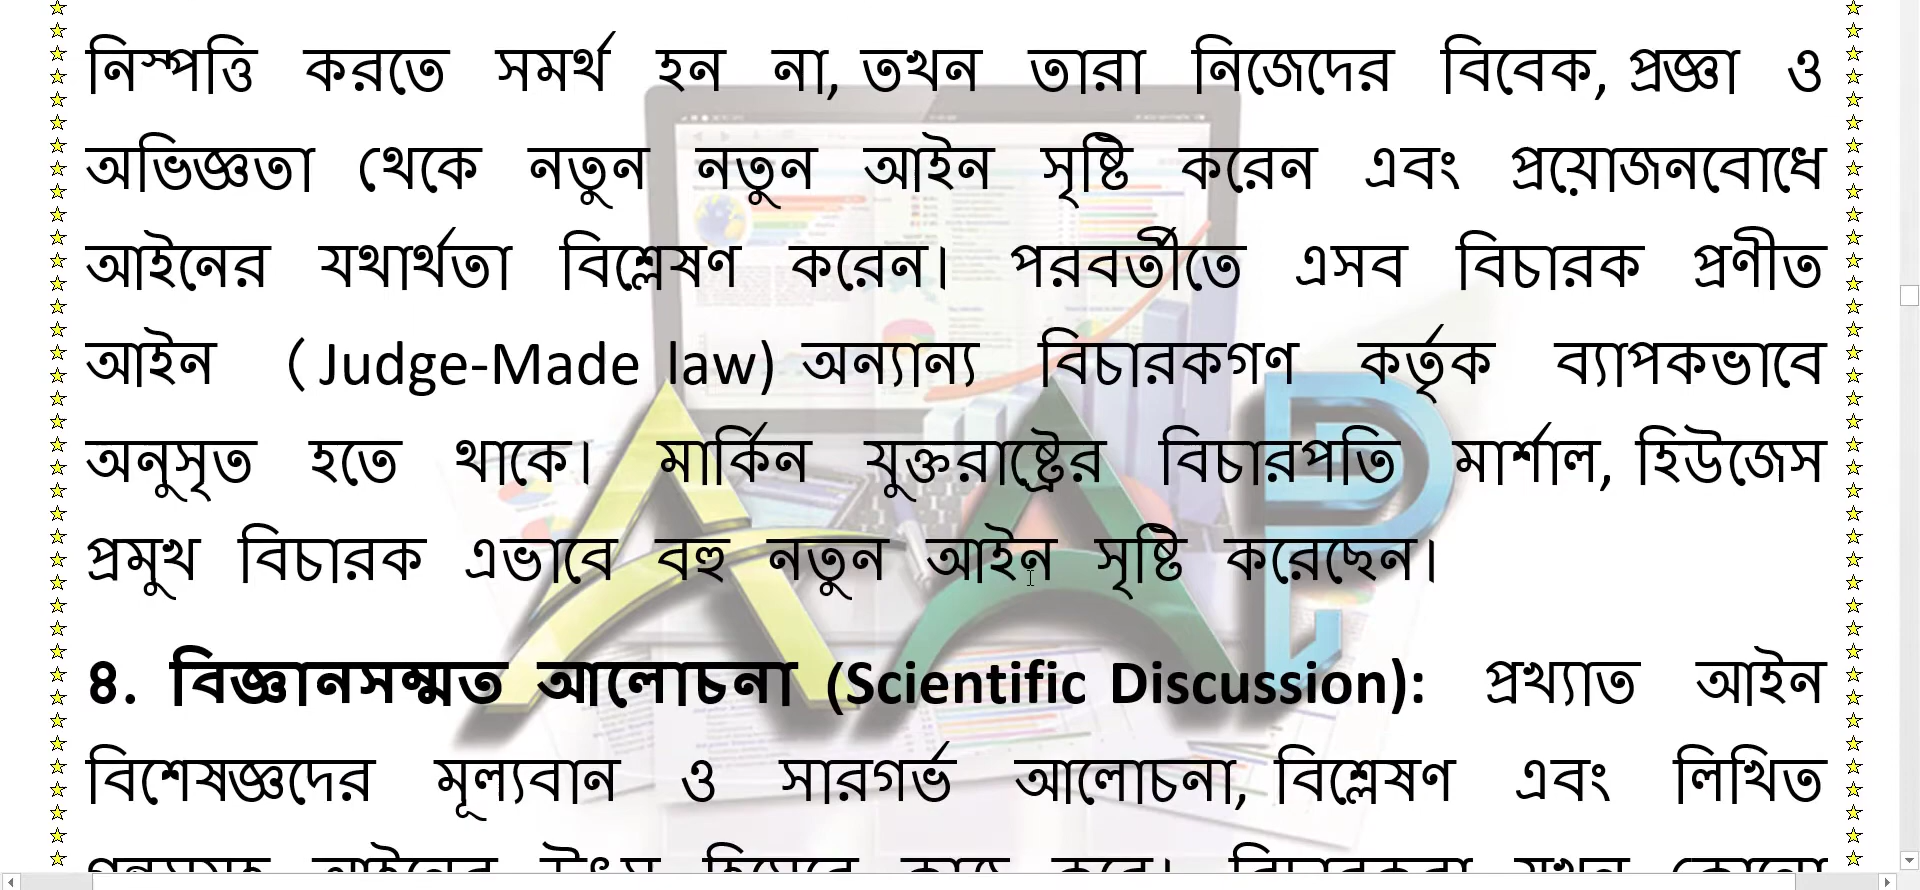 নিস্পত্তি করতে সমর্থ হন না, তখন তারা নিজেদের বিবেক, প্রজ্ঞা ও
অভিজ্ঞতা থেকে নতুন নতুন আইন সৃষ্টি করেন এবং প্রয়োজনবোধে
আইনের যথার্থতা বিশ্লেষণ করেন। পরবর্তীতে এসব বিচারক প্রণীত
আইন (Judge-Made law) অন্যান্য বিচারকগণ কর্তৃক ব্যাপকভাবে
অনুসৃত হতে থাকে। মার্কিন যুক্তরাষ্ট্রের বিচারপতি মার্শাল, হিউজেস
প্রমুখ বিচারক এভাবে বহু নতুন আইন সৃষ্টি করেছেন।
৪. বিজ্ঞানসম্মত আলোচনা (Scientific Discussion): প্রখ্যাত আইন
বিশেষজ্ঞদের মূল্যবান ও সারগর্ভ আলোচনা, বিশ্লেষণ এবং লিখিত
AAP